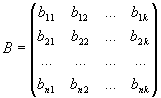 B = ( b₁₁ b₁₂ ... b₁ₖ
b₂₁ b₂₂ ... b₂ₖ
... ... ... ...
bₙ₁ bₙ₂ ... bₙₖ )